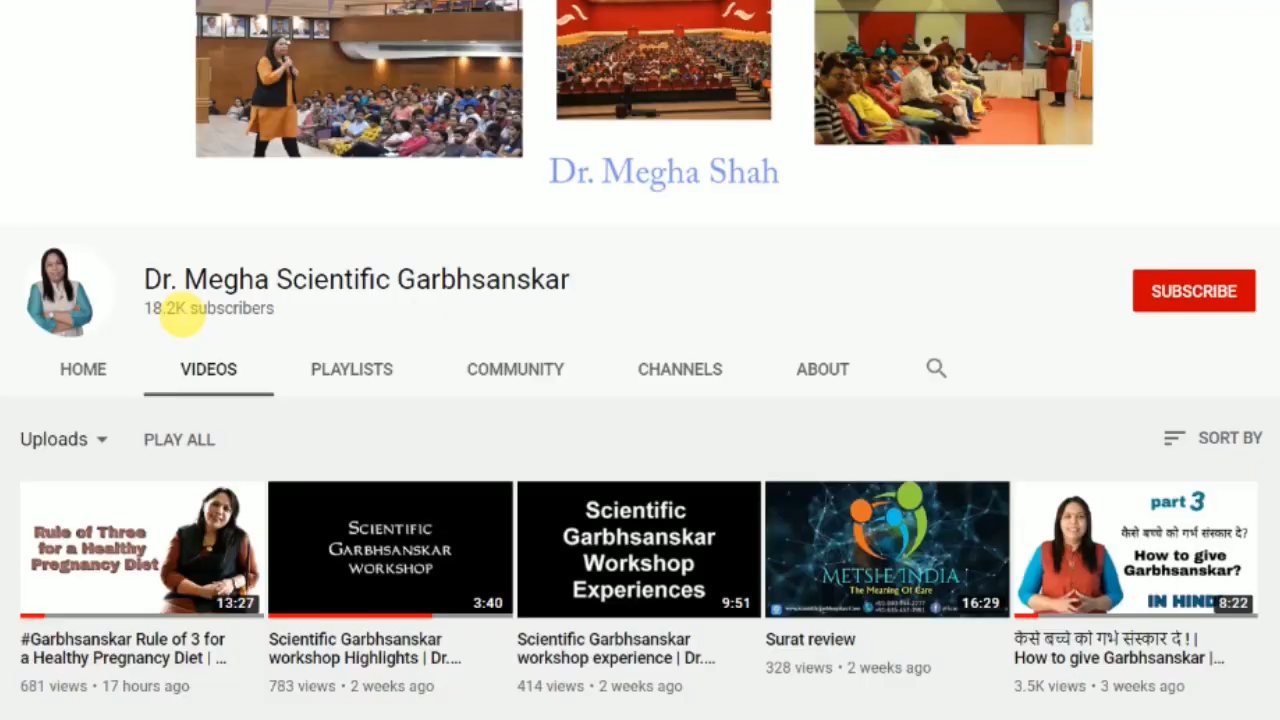 Dr. Megha Shah
Dr. Megha Scientific Garbhsanskar
18.2K subscribers
SUBSCRIBE
HOME
VIDEOS
PLAYLISTS
COMMUNITY
CHANNELS
ABOUT
Uploads
PLAY ALL
SORT BY
Rule of Three
for a Healthy
Pregnancy Diet
13:27
#Garbhsanskar Rule of 3 for
a Healthy Pregnancy Diet | ...
681 views • 17 hours ago
SCIENTIFIC
GARBHSANSKAR
WORKSHOP
3:40
Scientific Garbhsanskar
workshop Highlights | Dr....
783 views • 2 weeks ago
Scientific
Garbhsanskar
Workshop
Experiences
9:51
Scientific Garbhsanskar
workshop experience | Dr....
414 views • 2 weeks ago
The Meaning Of Care
16:29
Surat review
328 views • 2 weeks ago
part 3
कैसे बच्चे को गर्भ संस्कार दे?
How to give
Garbhsanskar?
IN HINDI
8:22
कैसे बच्चे को गर्भ संस्कार दे ! |
How to give Garbhsanskar |...
3.5K views • 3 weeks ago